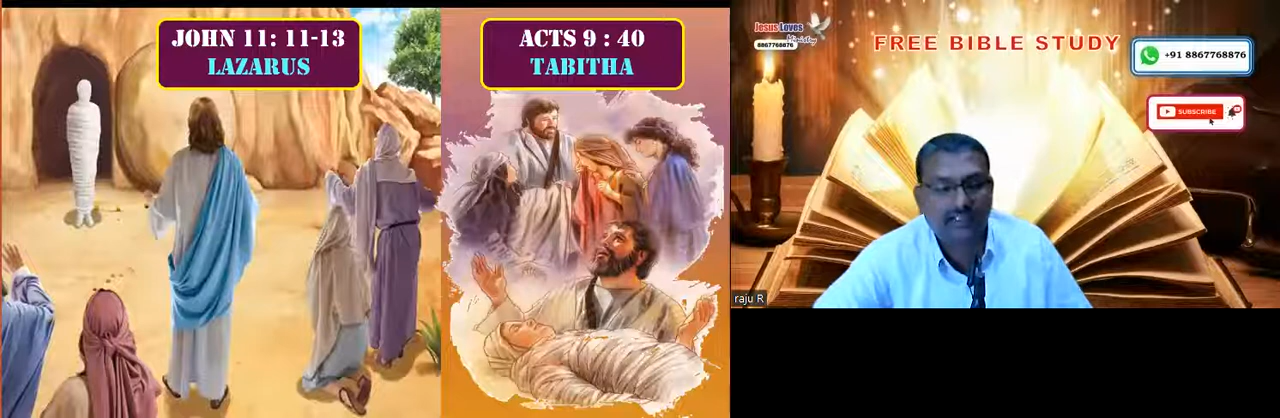 JOHN 11: 11-13
LAZARUS
ACTS 9 : 40
TABITHA
Jesus Loves
Ministry
8867768876
FREE BIBLE STUDY
+91 8867768876
SUBSCRIBE
raju R